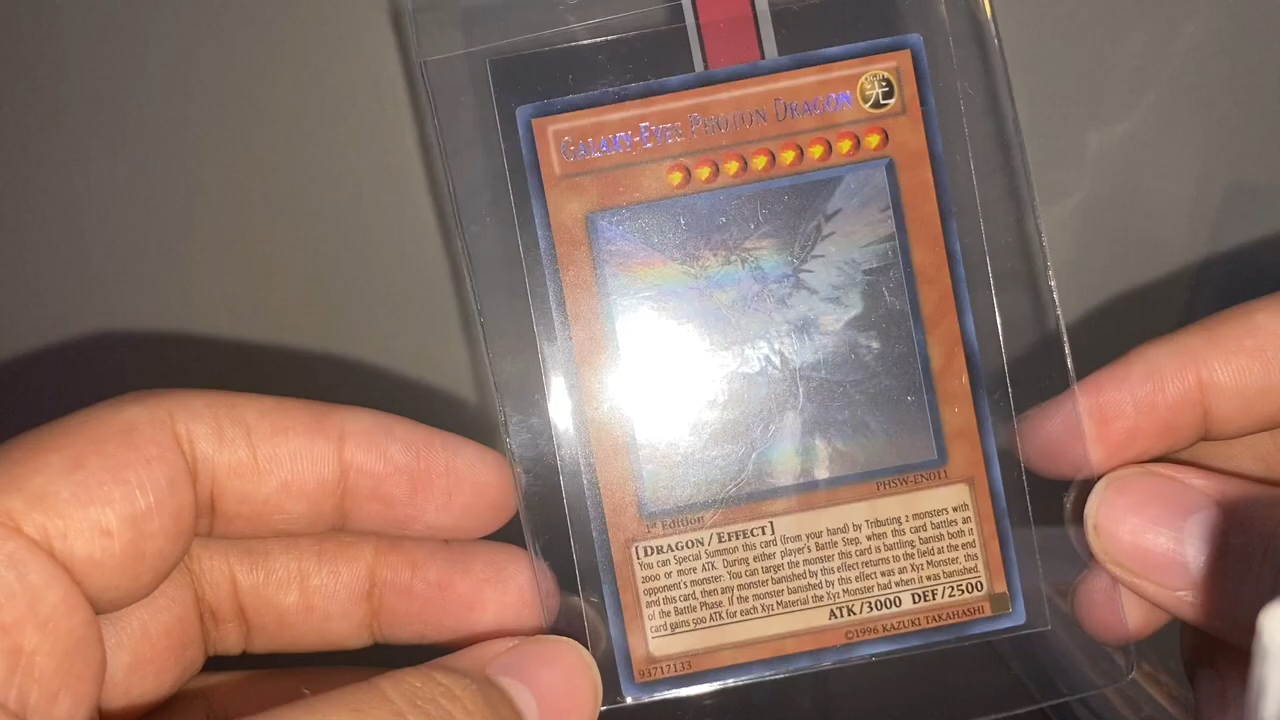 GALAXY-EYES PHOTON DRAGON
LIGHT
光
PHSW-EN011
1st Edition
[DRAGON / EFFECT]
You can Special Summon this card (from your hand) by Tributing 2 monsters with
2000 or more ATK. During either player's Battle Step, when this card battles an
opponent's monster: You can target the monster this card is battling; banish both it
and this card, then any monster banished by this effect returns to the field at the end
of the Battle Phase. If the monster banished by this effect was an Xyz Monster, this
card gains 500 ATK for each Xyz Material the Xyz Monster had when it was banished.
ATK/3000 DEF/2500
93717133
©1996 KAZUKI TAKAHASHI